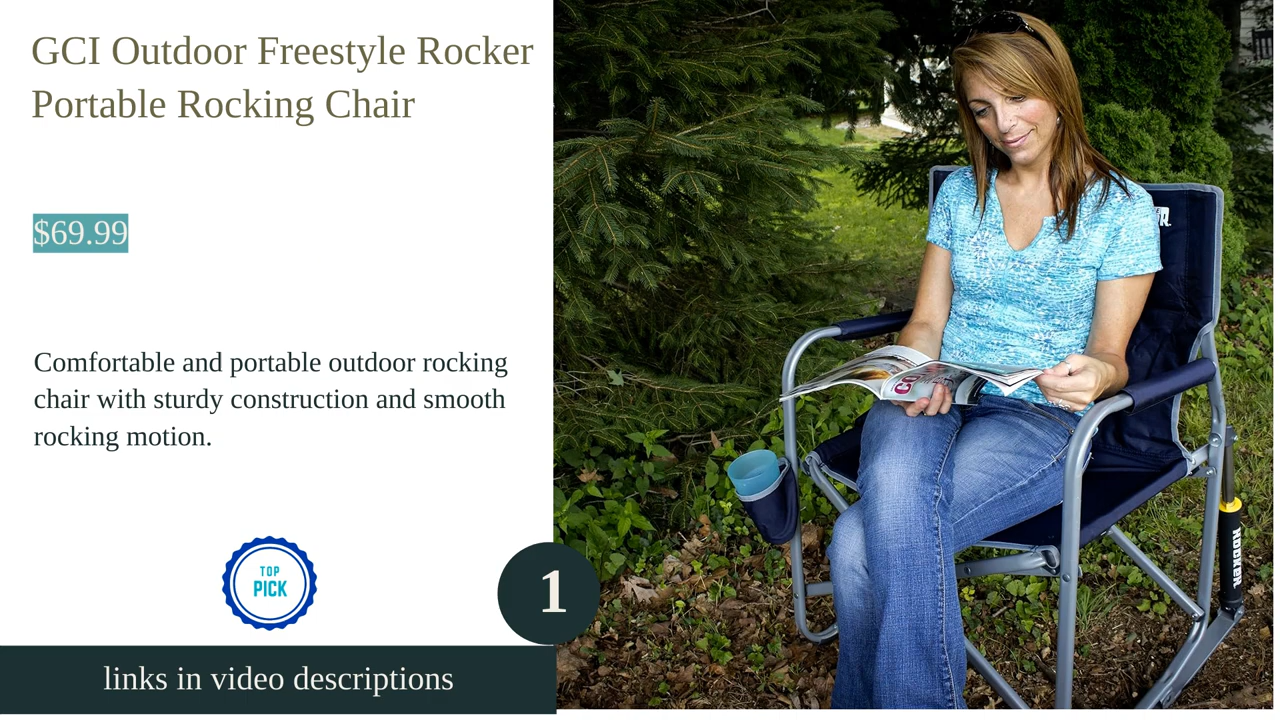 GCI Outdoor Freestyle Rocker
Portable Rocking Chair
$69.99
Comfortable and portable outdoor rocking
chair with sturdy construction and smooth
rocking motion.
TOP
PICK
1
links in video descriptions
ROCKER